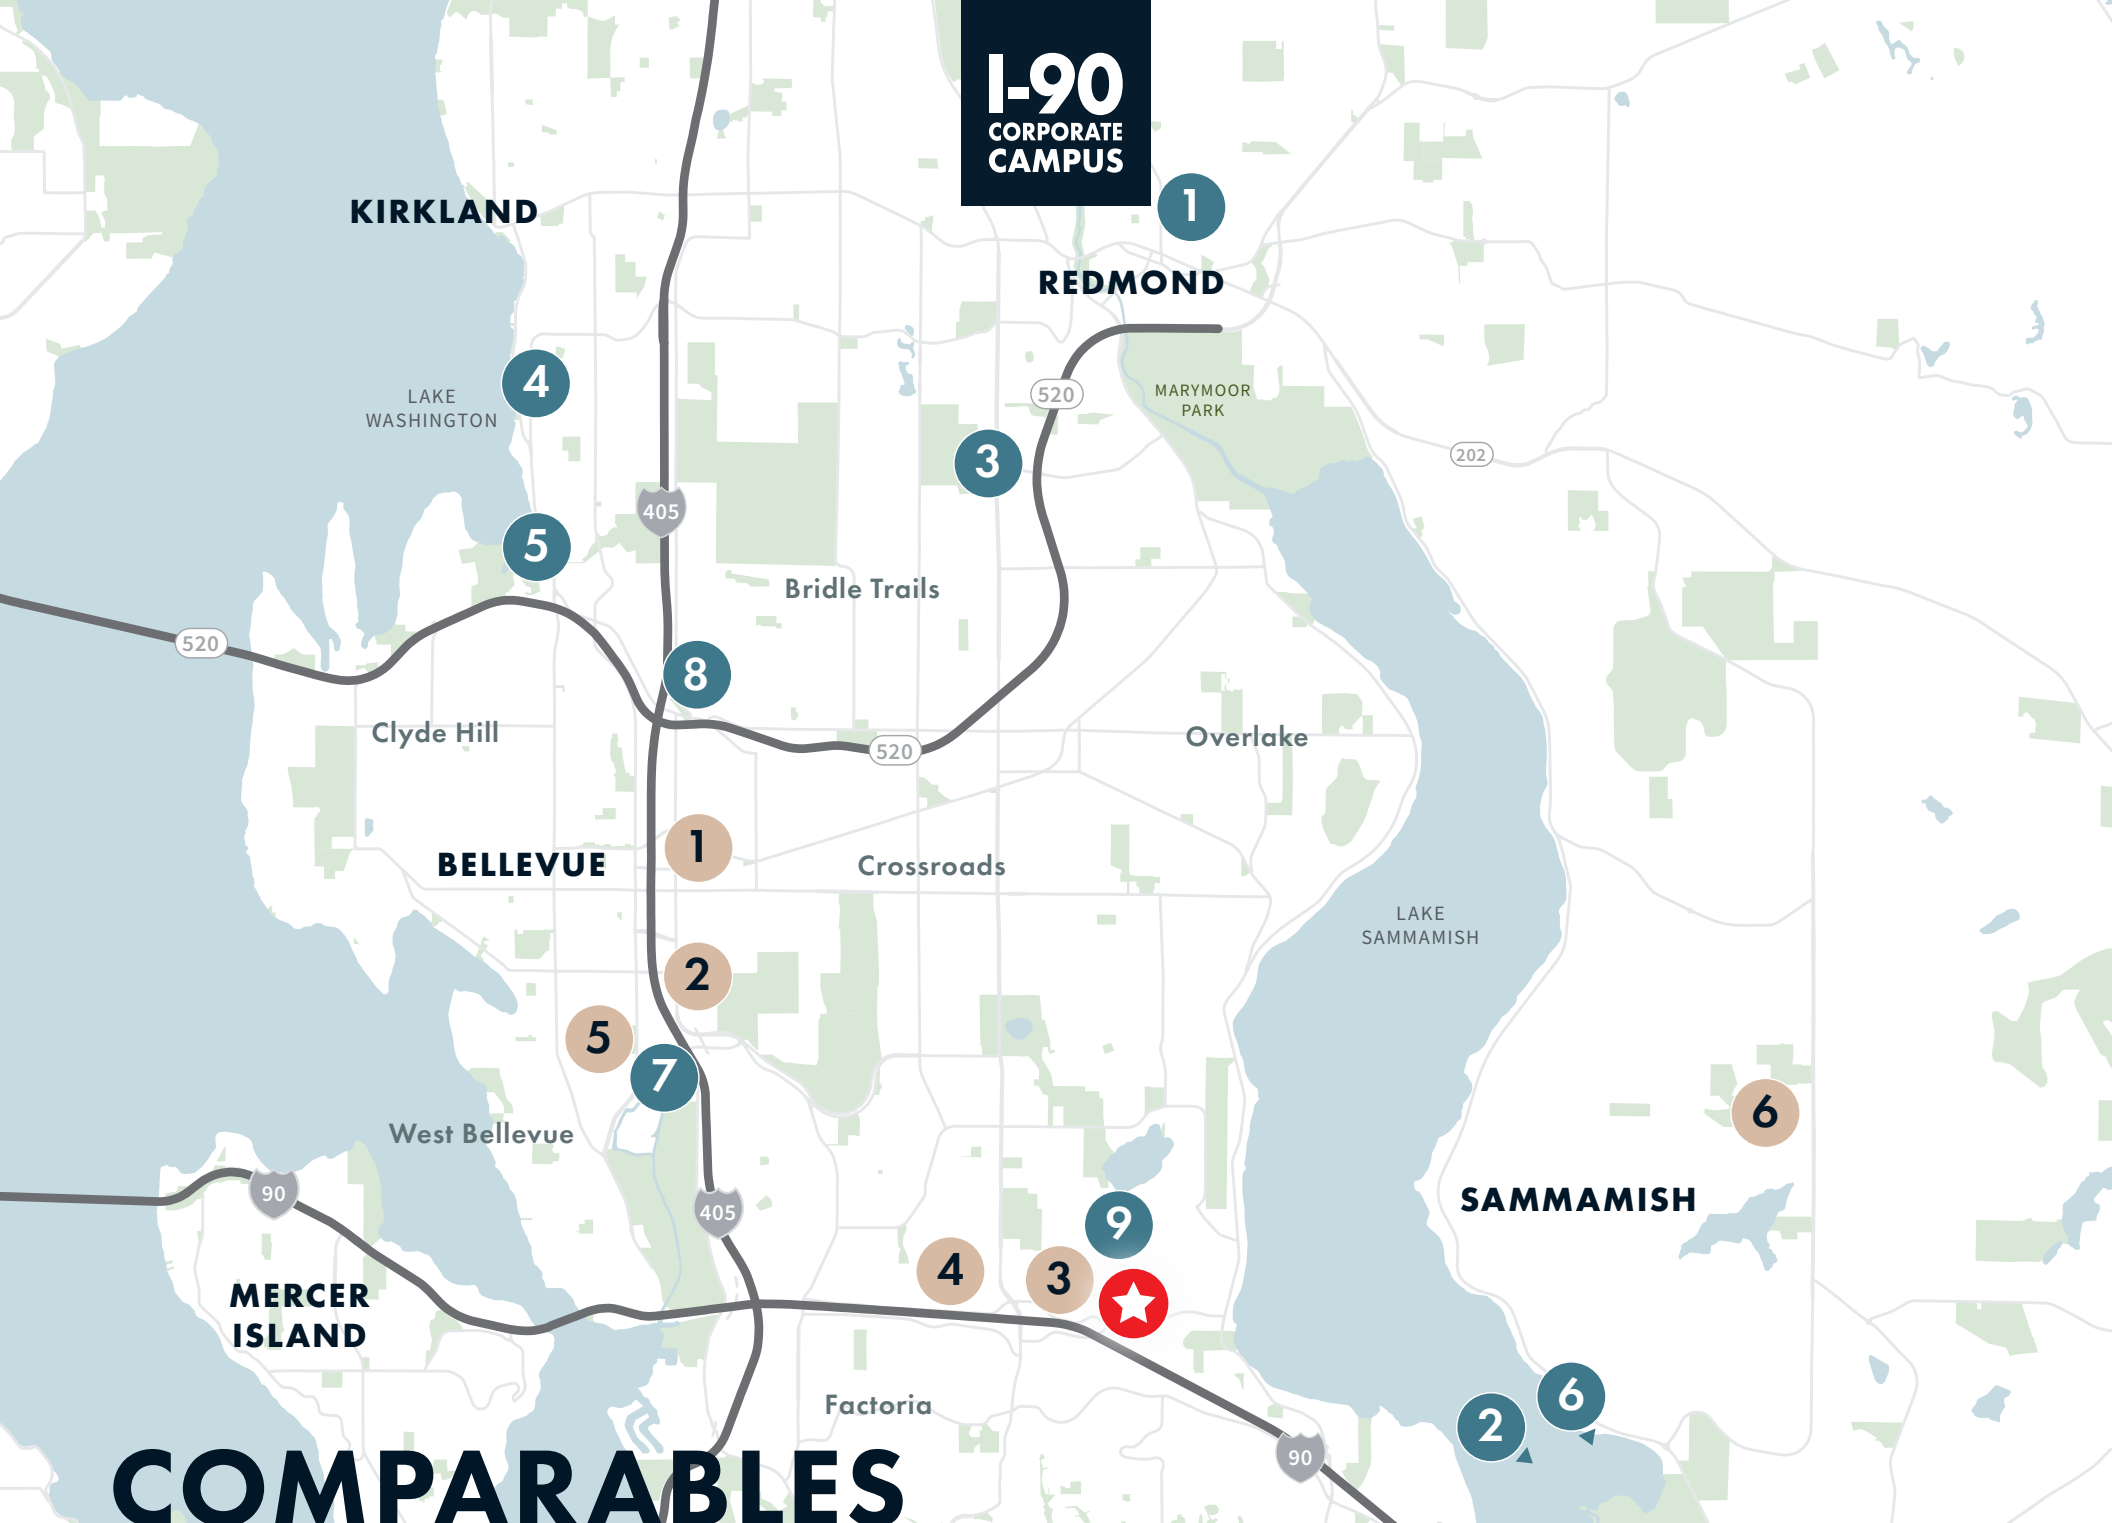 I-90
CORPORATE
CAMPUS
1
KIRKLAND
REDMOND
4
LAKE
WASHINGTON
520
MARYMOOR
PARK
3
202
405
5
Bridle Trails
520
8
Clyde Hill
520
Overlake
1
BELLEVUE
Crossroads
LAKE
SAMMAMISH
2
5
7
6
West Bellevue
90
405
SAMMAMISH
9
4
3
MERCER
ISLAND
6
Factoria
2
90
COMPARABLES